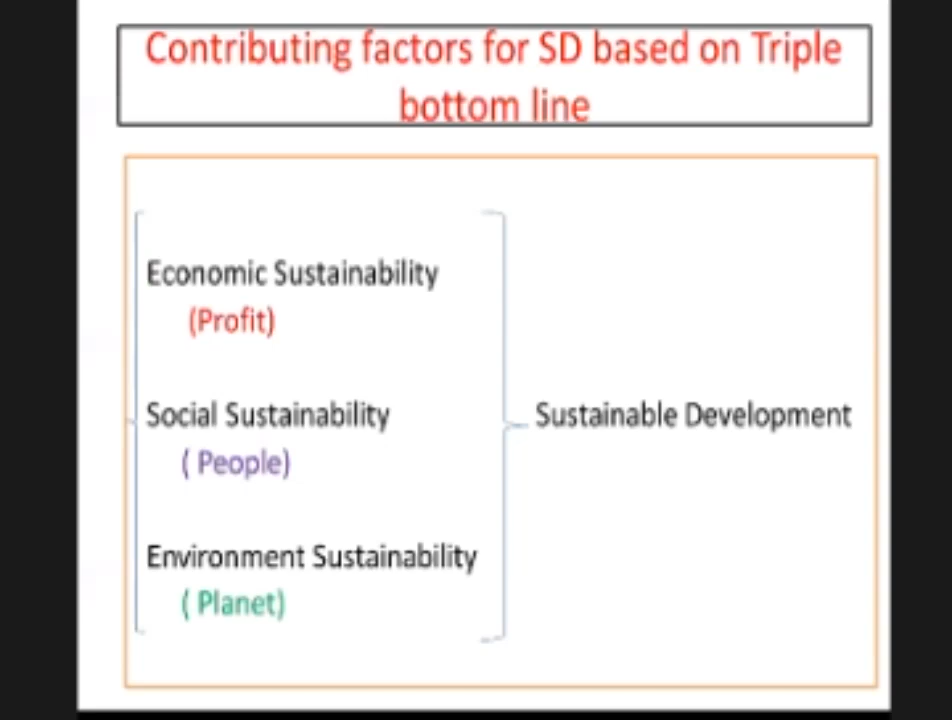 Contributing factors for SD based on Triple
bottom line
Economic Sustainability
(Profit)
Social Sustainability
( People)
Sustainable Development
Environment Sustainability
( Planet)